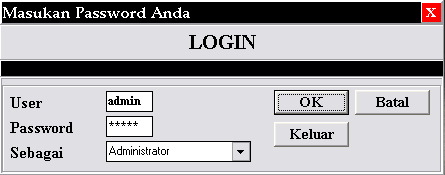 Masukan Password Anda X
LOGIN
User admin OK Batal
Password *****
Keluar
Sebagai Administrator